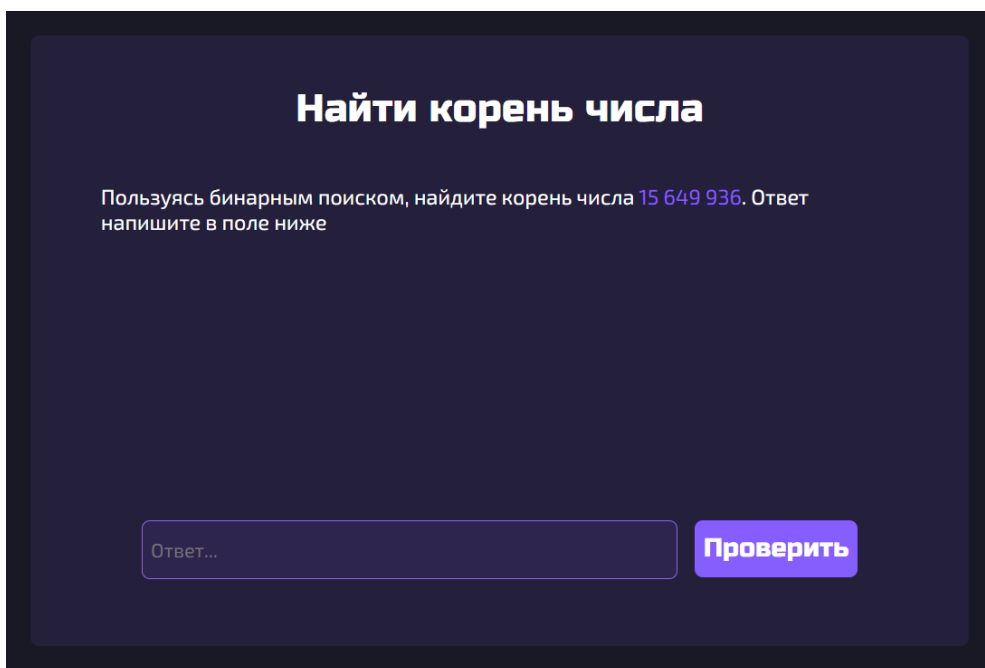 Найти корень числа
Пользуясь бинарным поиском, найдите корень числа 15 649 936. Ответ
напишите в поле ниже
Ответ...
Проверить